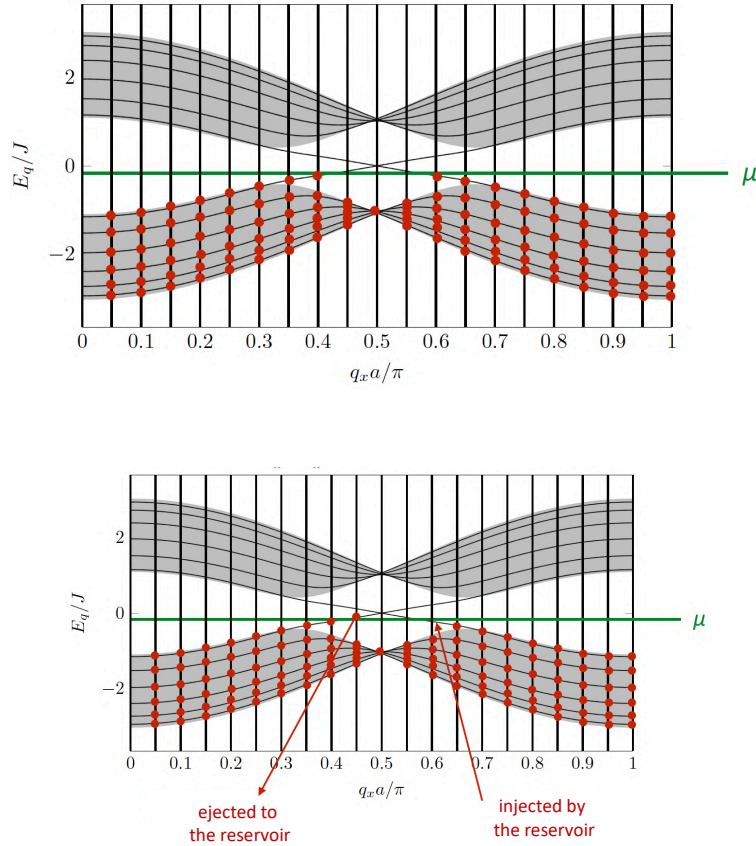 2
0
−2
E_q/J
μ
0 0.1 0.2 0.3 0.4 0.5 0.6 0.7 0.8 0.9 1
q_x a/π
2
0
−2
E_q/J
μ
0 0.1 0.2 0.3 0.4 0.5 0.6 0.7 0.8 0.9 1
q_x a/π
ejected to
the reservoir
injected by
the reservoir